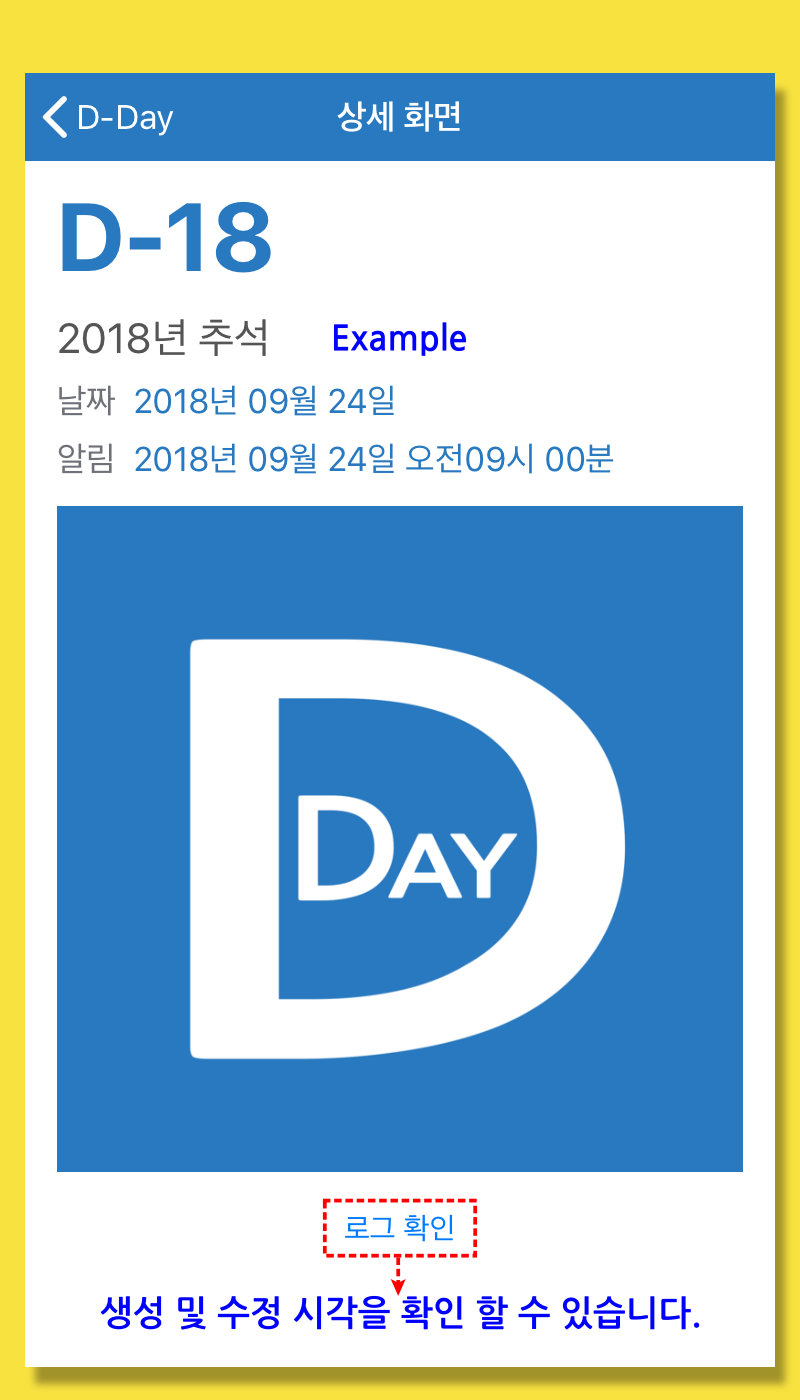 D-Day 상세 화면
D-18
2018년 추석 Example
날짜 2018년 09월 24일
알림 2018년 09월 24일 오전09시 00분
D
DAY
로그 확인
생성 및 수정 시각을 확인 할 수 있습니다.